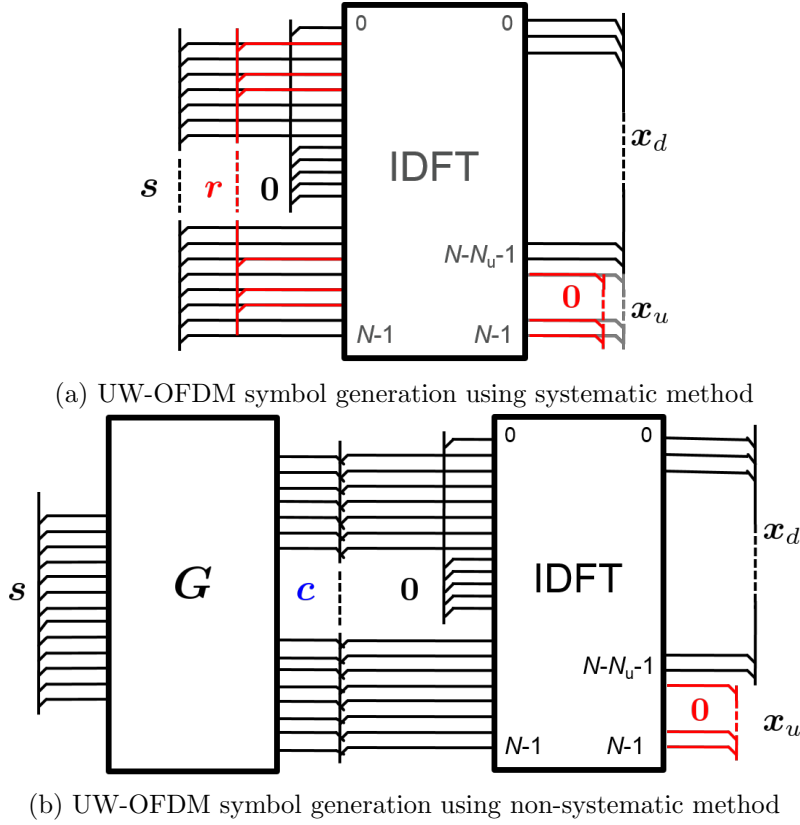 0 0
s r 0 IDFT x_d
N-N_u-1
0 x_u
N-1 N-1
(a) UW-OFDM symbol generation using systematic method
0 0
s G c 0 IDFT x_d
N-N_u-1
0 x_u
N-1 N-1
(b) UW-OFDM symbol generation using non-systematic method